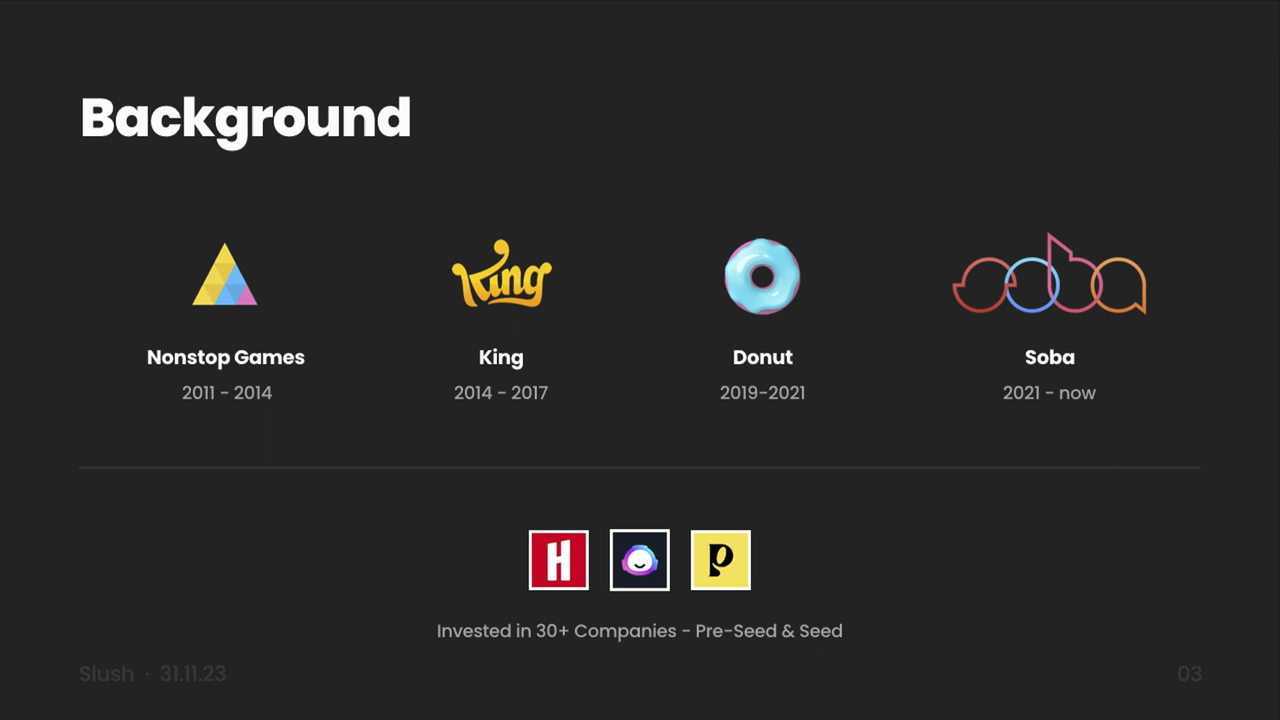 Background
King
soba
Nonstop Games
King
Donut
Soba
2011 - 2014
2014 - 2017
2019-2021
2021 - now
H
P
Invested in 30+ Companies - Pre-Seed & Seed
Slush · 31.11.23
03